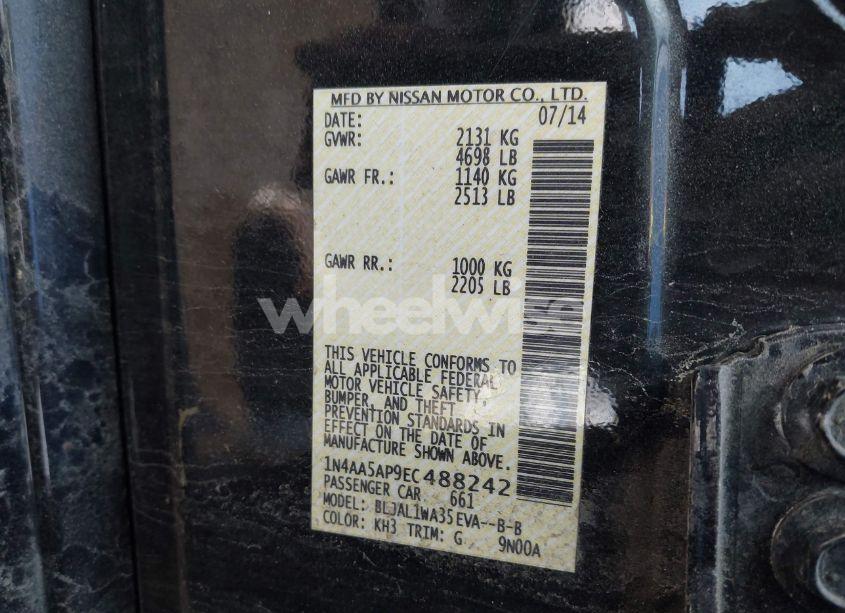 MFD BY NISSAN MOTOR CO., LTD.
DATE: 07/14
GVWR: 2131 KG
4698 LB
GAWR FR.: 1140 KG
2513 LB
GAWR RR.: 1000 KG
2205 LB
wheelwise
THIS VEHICLE CONFORMS TO
ALL APPLICABLE FEDERAL
MOTOR VEHICLE SAFETY,
BUMPER, AND THEFT
PREVENTION STANDARDS IN
EFFECT ON THE DATE OF
MANUFACTURE SHOWN ABOVE.
1N4AA5AP9EC488242
PASSENGER CAR 661
MODEL: BLJAL1WA35EVA--B-B
COLOR: KH3 TRIM: G 9N00A